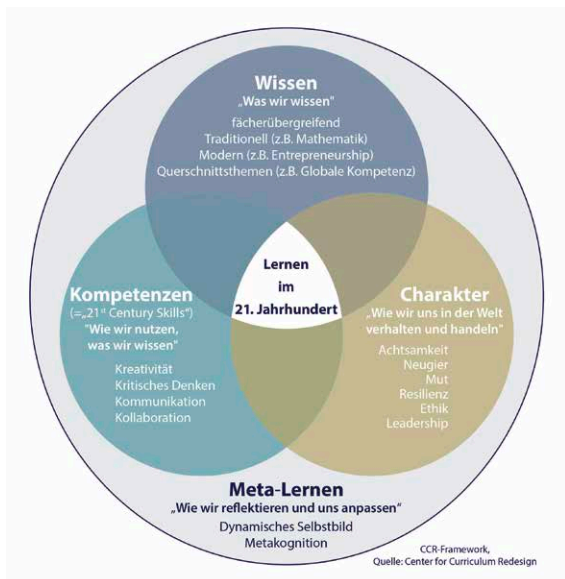 Wissen
„Was wir wissen"
fächerübergreifend
Traditionell (z.B. Mathematik)
Modern (z.B. Entrepreneurship)
Querschnittsthemen (z.B. Globale Kompetenz)
Lernen
im
21. Jahrhundert
Kompetenzen
(=„21st Century Skills")
"Wie wir nutzen,
was wir wissen"
Kreativität
Kritisches Denken
Kommunikation
Kollaboration
Charakter
„Wie wir uns in der Welt
verhalten und handeln"
Achtsamkeit
Neugier
Mut
Resilienz
Ethik
Leadership
Meta-Lernen
„Wie wir reflektieren und uns anpassen"
Dynamisches Selbstbild
Metakognition
CCR-Framework,
Quelle: Center for Curriculum Redesign